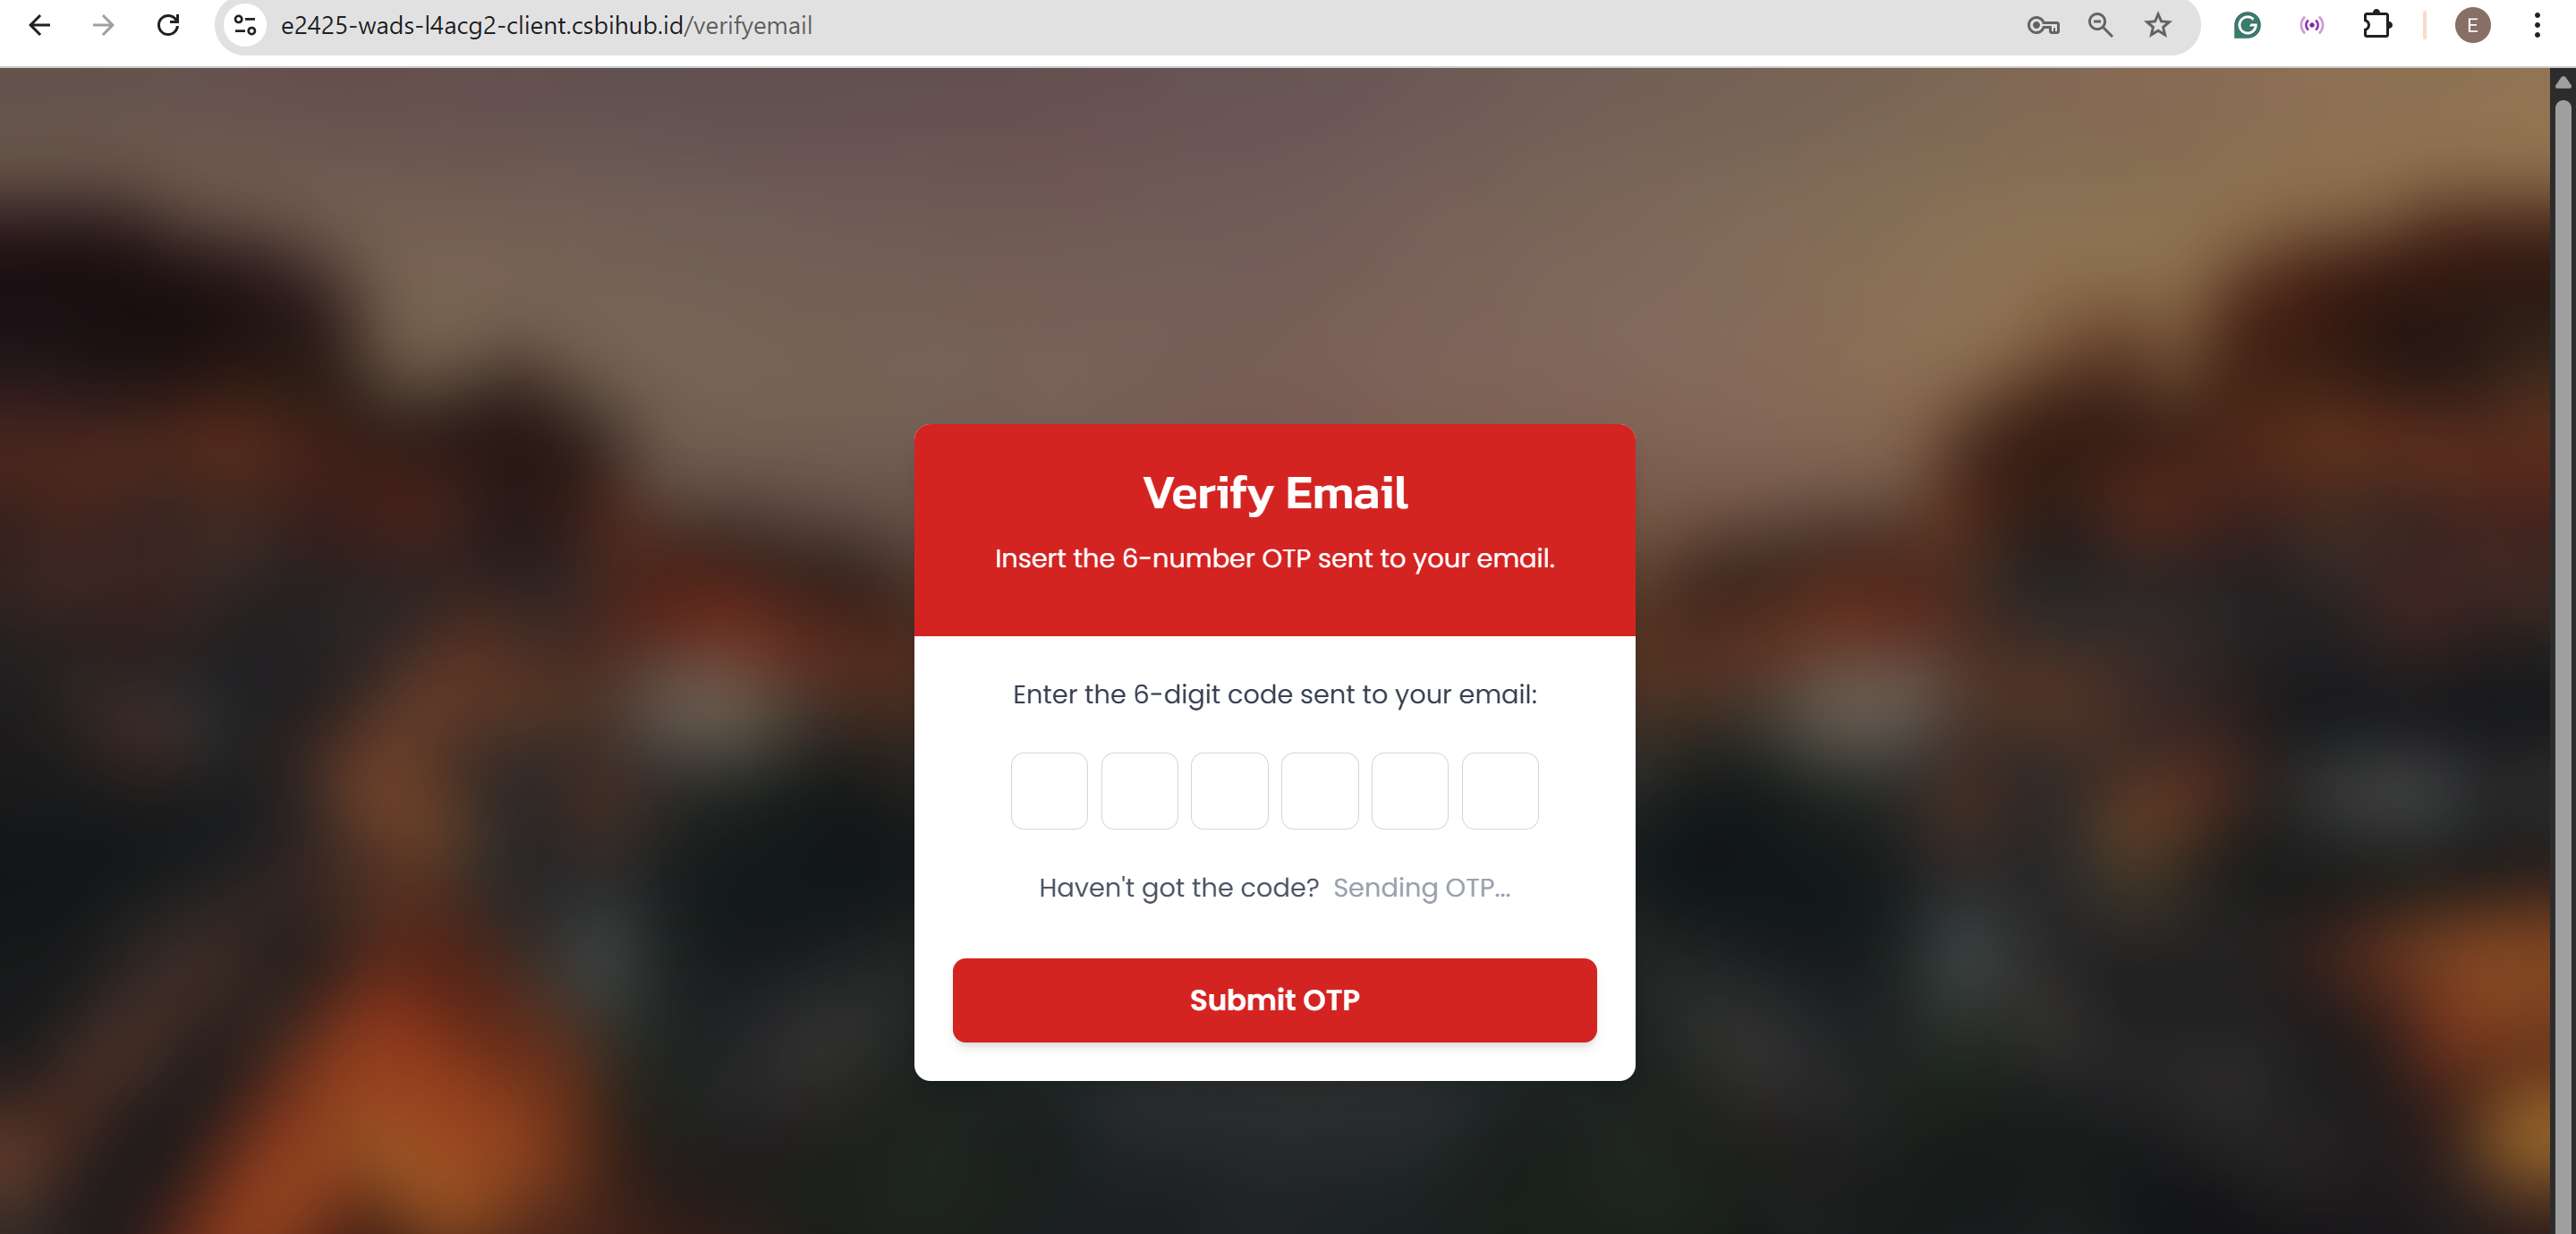 e2425-wads-l4acg2-client.csbihub.id/verifyemail
E
Verify Email
Insert the 6-number OTP sent to your email.
Enter the 6-digit code sent to your email:
Haven't got the code? Sending OTP...
Submit OTP